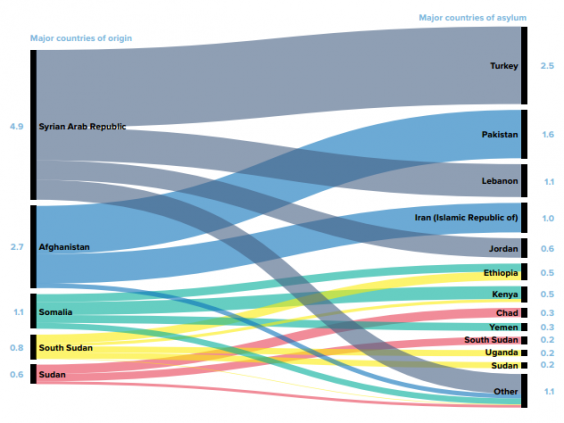 Major countries of origin
Major countries of asylum
4.9 Syrian Arab Republic
2.7 Afghanistan
1.1 Somalia
0.8 South Sudan
0.6 Sudan
Turkey 2.5
Pakistan 1.6
Lebanon 1.1
Iran (Islamic Republic of) 1.0
Jordan 0.6
Ethiopia 0.5
Kenya 0.5
Chad 0.3
Yemen 0.3
South Sudan 0.2
Uganda 0.2
Sudan 0.2
Other 1.1